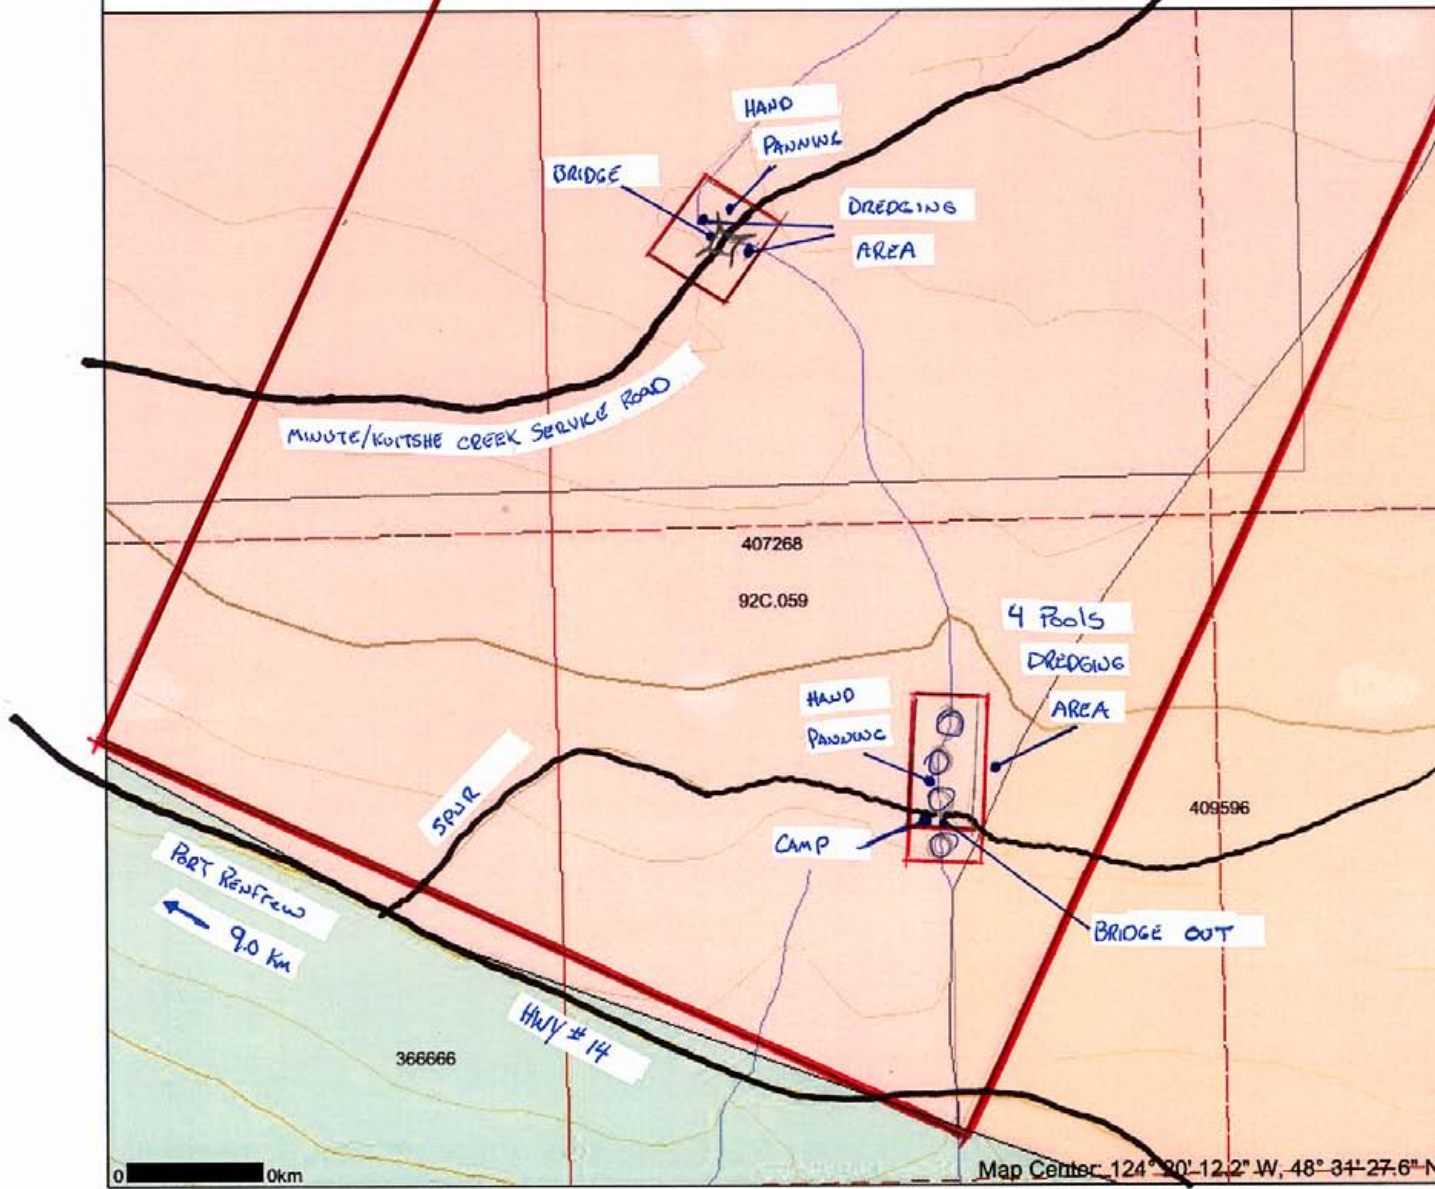 HAND
PANNING
BRIDGE
DREDGING
AREA
MINUTE/KUITSHE CREEK SERVICE ROAD
407268
92C.059
4 Pools
DREDGING
AREA
HAND
PANNING
SPUR
409596
CAMP
PORT RENFREW
9.0 Km
BRIDGE OUT
HWY # 14
366666
0 0km
Map Center: 124° 20' 12.2" W, 48° 31' 27.6" N